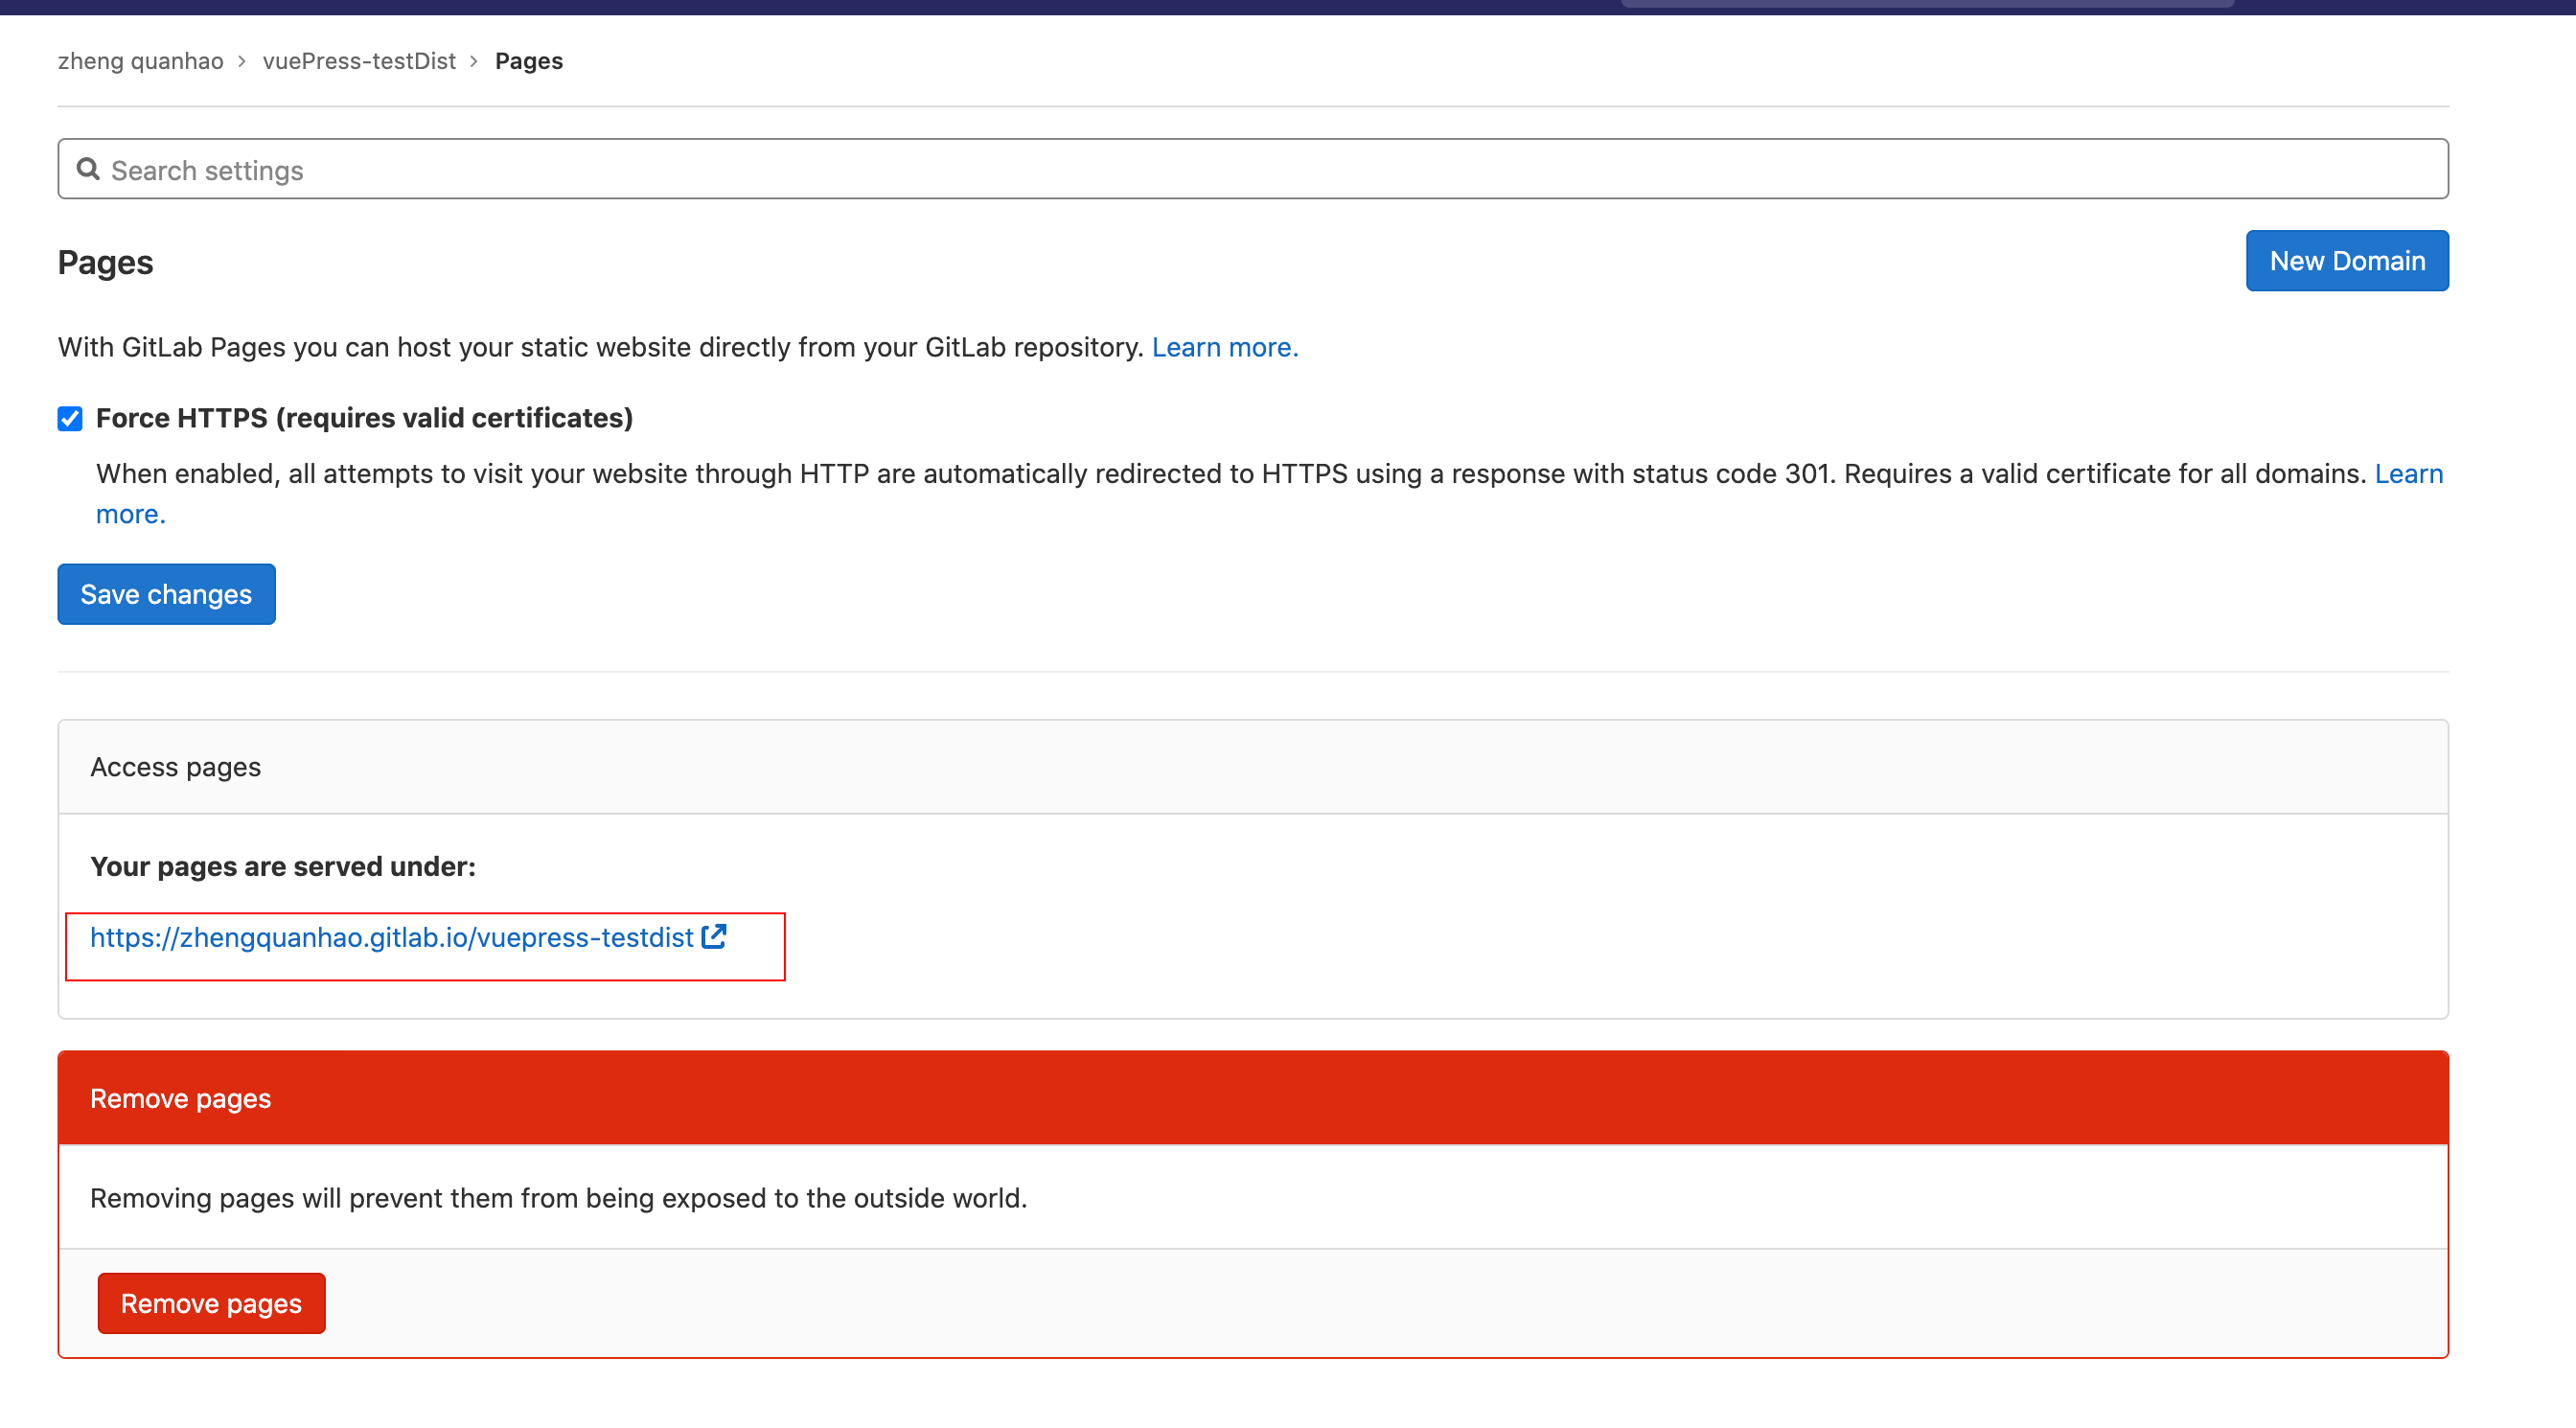 zheng quanhao > vuePress-testDist > Pages
Search settings
Pages
New Domain
With GitLab Pages you can host your static website directly from your GitLab repository. Learn more.
Force HTTPS (requires valid certificates)
When enabled, all attempts to visit your website through HTTP are automatically redirected to HTTPS using a response with status code 301. Requires a valid certificate for all domains. Learn
more.
Save changes
Access pages
Your pages are served under:
https://zhengquanhao.gitlab.io/vuepress-testdist
Remove pages
Removing pages will prevent them from being exposed to the outside world.
Remove pages